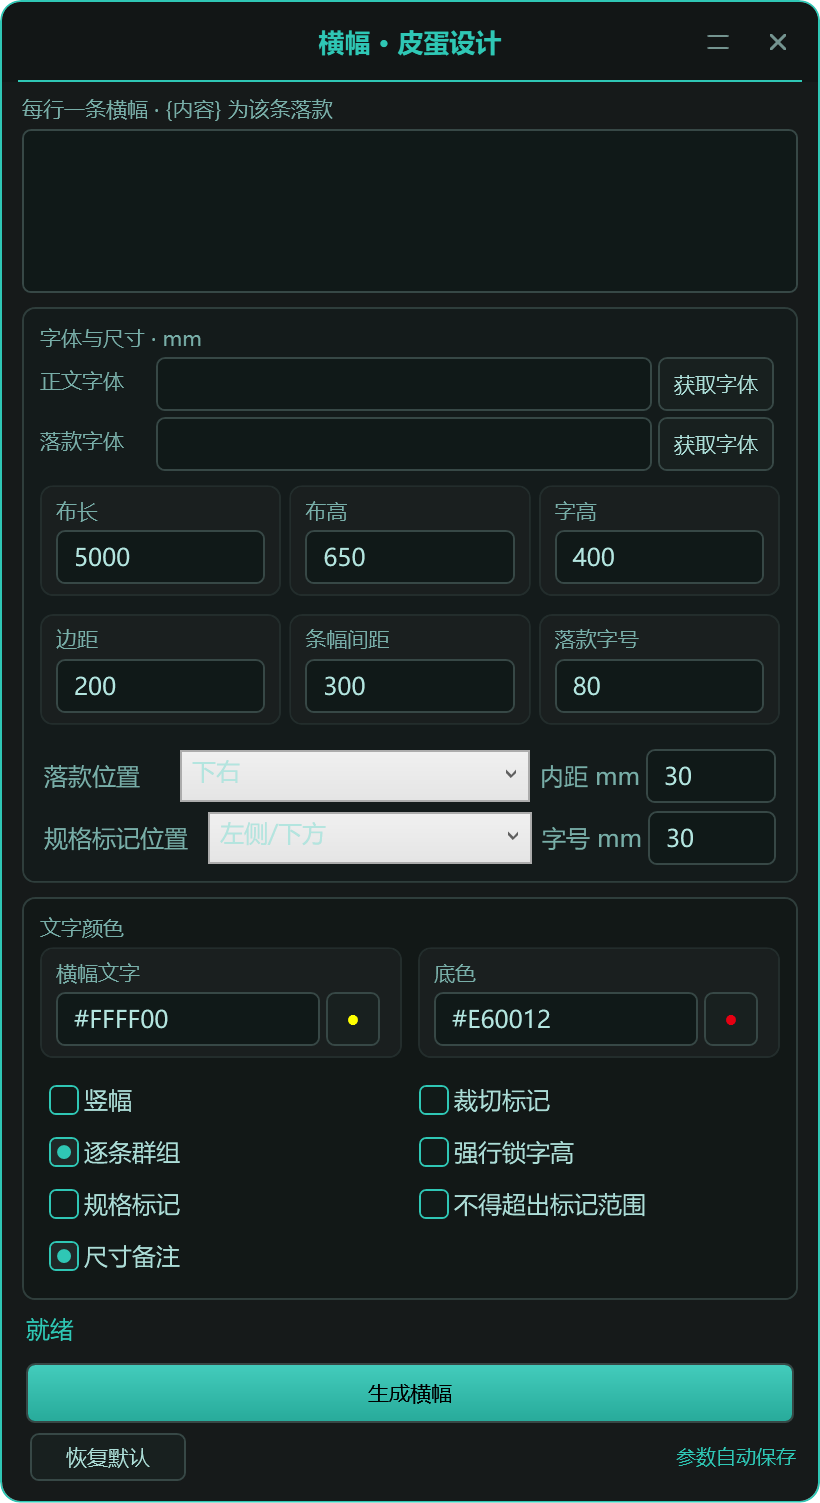 横幅·皮蛋设计
每行一条横幅 · {内容} 为该条落款
字体与尺寸 · mm
正文字体 获取字体
落款字体 获取字体
布长 布高 字高
5000 650 400
边距 条幅间距 落款字号
200 300 80
落款位置 下右 内距 mm 30
规格标记位置 左侧/下方 字号 mm 30
文字颜色
横幅文字 底色
#FFFF00 #E60012
竖幅 裁切标记
逐条群组 强行锁字高
规格标记 不得超出标记范围
尺寸备注
就绪
生成横幅
恢复默认 参数自动保存